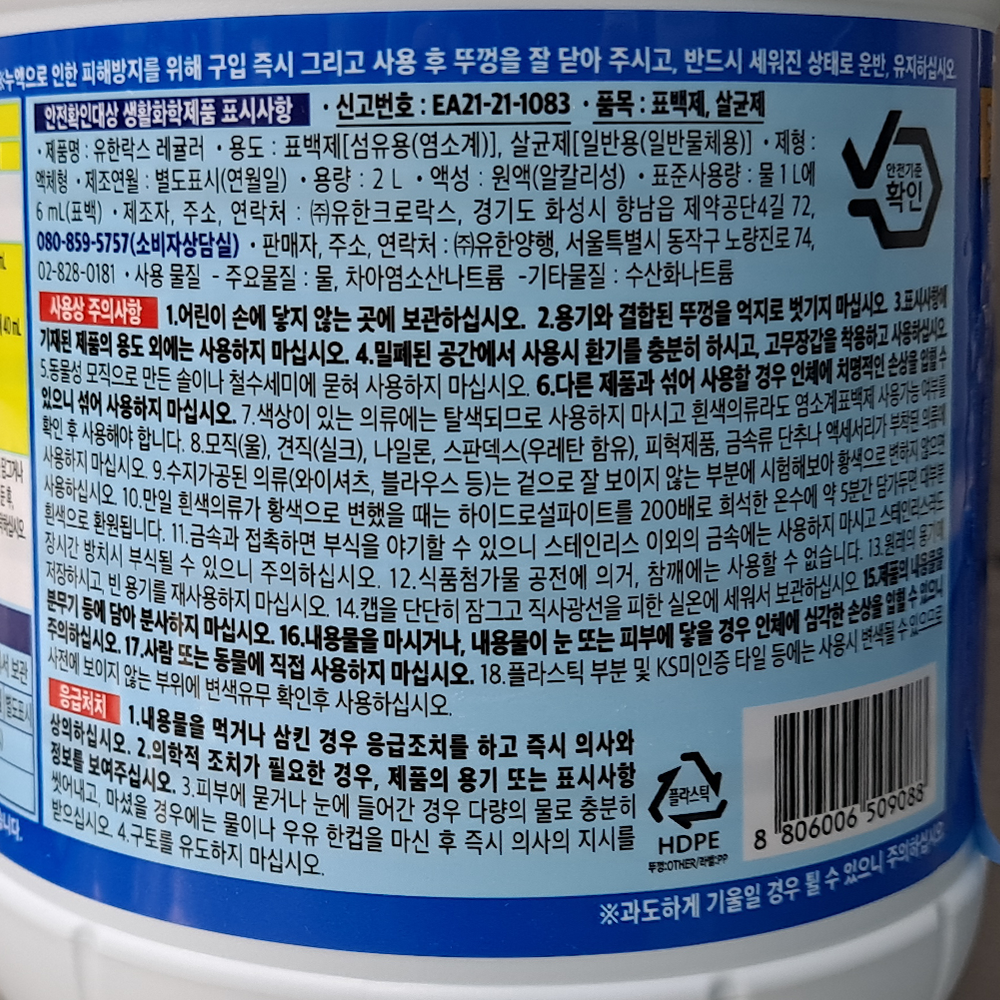 ※누액으로 인한 피해방지를 위해 구입 즉시 그리고 사용 후 뚜껑을 잘 닫아 주시고, 반드시 세워진 상태로 운반, 유지하십시오.
안전확인대상 생활화학제품 표시사항 · 신고번호 : EA21-21-1083 · 품목 : 표백제, 살균제
· 제품명 : 유한락스 레귤러 · 용도 : 표백제[섬유용(염소계)], 살균제[일반용(일반물체용)] · 제형 :
액체형 · 제조연월 : 별도표시(연월일) · 용량 : 2 L · 액성 : 원액(알칼리성) · 표준사용량 : 물 1 L에
6 mL(표백) · 제조자, 주소, 연락처 : ㈜유한크로락스, 경기도 화성시 향남읍 제약공단4길 72,
080-859-5757(소비자상담실) · 판매자, 주소, 연락처 : ㈜유한양행, 서울특별시 동작구 노량진로 74,
02-828-0181 · 사용 물질 - 주요물질 : 물, 차아염소산나트륨 -기타물질 : 수산화나트륨
안전기준
확인
사용상 주의사항 1.어린이 손에 닿지 않는 곳에 보관하십시오. 2.용기와 결합된 뚜껑을 억지로 벗기지 마십시오. 3.표시사항에
기재된 제품의 용도 외에는 사용하지 마십시오. 4.밀폐된 공간에서 사용시 환기를 충분히 하시고, 고무장갑을 착용하고 사용하십시오.
5.동물성 모직으로 만든 솔이나 철수세미에 묻혀 사용하지 마십시오. 6.다른 제품과 섞어 사용할 경우 인체에 치명적인 손상을 입힐 수
있으니 섞어 사용하지 마십시오. 7.색상이 있는 의류에는 탈색되므로 사용하지 마시고 흰색의류라도 염소계표백제 사용가능 여부를
확인 후 사용해야 합니다. 8.모직(울), 견직(실크), 나일론, 스판덱스(우레탄 함유), 피혁제품, 금속류 단추나 액세서리가 부착된 의류에
사용하지 마십시오. 9.수지가공된 의류(와이셔츠, 블라우스 등)는 겉으로 잘 보이지 않는 부분에 시험해보아 황색으로 변하지 않으면
사용하십시오. 10.만일 흰색의류가 황색으로 변했을 때는 하이드로설파이트를 200배로 희석한 온수에 약 5분간 담가두면 대부분
흰색으로 환원됩니다. 11.금속과 접촉하면 부식을 야기할 수 있으니 스테인리스 이외의 금속에는 사용하지 마시고 스테인리스라도
장시간 방치시 부식될 수 있으니 주의하십시오. 12.식품첨가물 공전에 의거, 참깨에는 사용할 수 없습니다. 13.원래의 용기에
저장하시고, 빈 용기를 재사용하지 마십시오. 14.캡을 단단히 잠그고 직사광선을 피한 실온에 세워서 보관하십시오. 15.제품의 내용물을
분무기 등에 담아 분사하지 마십시오. 16.내용물을 마시거나, 내용물이 눈 또는 피부에 닿을 경우 인체에 심각한 손상을 입힐 수 있으니
주의하십시오. 17.사람 또는 동물에 직접 사용하지 마십시오. 18.플라스틱 부분 및 KS미인증 타일 등에는 사용시 변색될 수 있으므로
사전에 보이지 않는 부위에 변색유무 확인후 사용하십시오.
응급처치 1.내용물을 먹거나 삼킨 경우 응급조치를 하고 즉시 의사와
상의하십시오. 2.의학적 조치가 필요한 경우, 제품의 용기 또는 표시사항
정보를 보여주십시오. 3.피부에 묻거나 눈에 들어간 경우 다량의 물로 충분히
씻어내고, 마셨을 경우에는 물이나 우유 한컵을 마신 후 즉시 의사의 지시를
받으십시오. 4.구토를 유도하지 마십시오.
플라스틱
HDPE
뚜껑:OTHER/라벨:PP
8 806006 509088
※과도하게 기울일 경우 튈 수 있으니 주의하십시오.